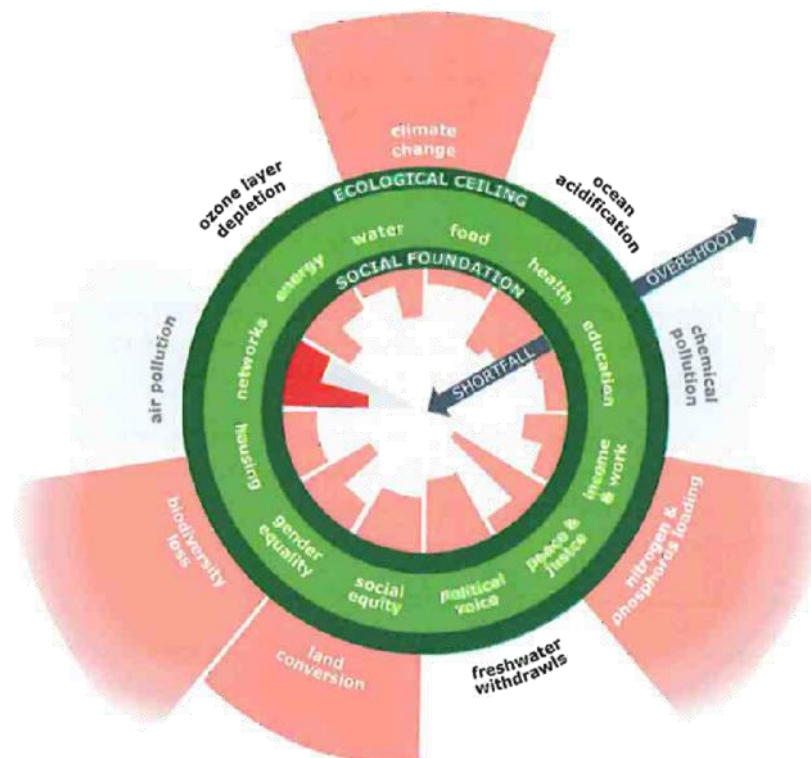 climate
change
ECOLOGICAL CEILING
ozone layer
depletion
ocean
acidification
OVERSHOOT
water
food
energy
health
SOCIAL FOUNDATION
networks
education
SHORTFALL
air pollution
chemical
pollution
housing
income
& work
gender
equality
peace &
justice
social
equity
political
voice
biodiversity
loss
nitrogen &
phosphorus loading
land
conversion
freshwater
withdrawls